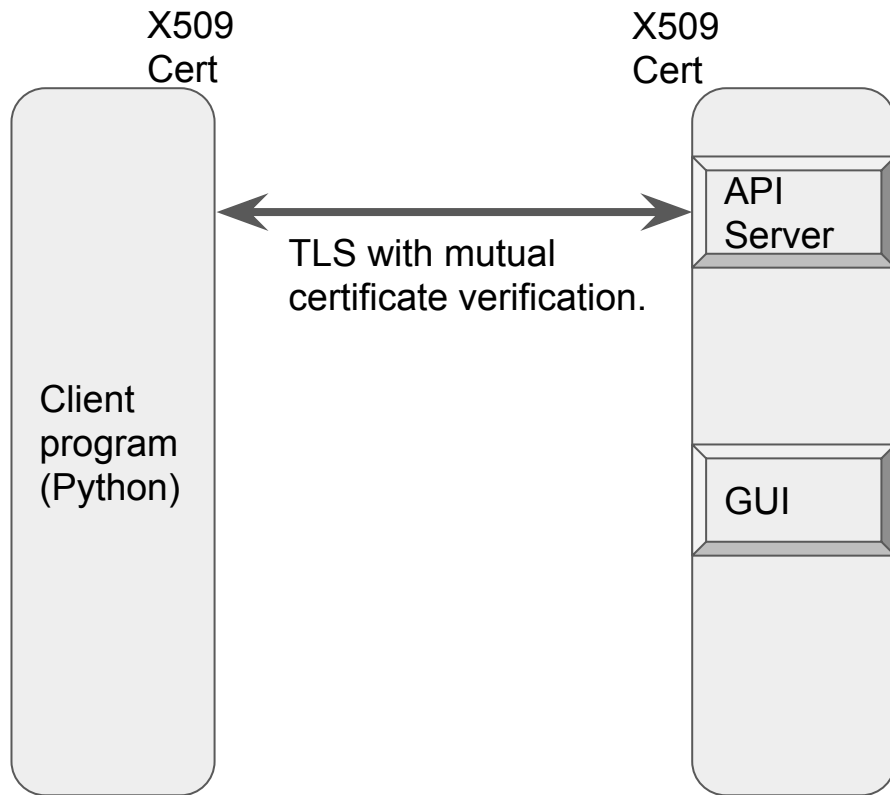 X509
Cert
X509
Cert
API
Server
TLS with mutual
certificate verification.
Client
program
(Python)
GUI